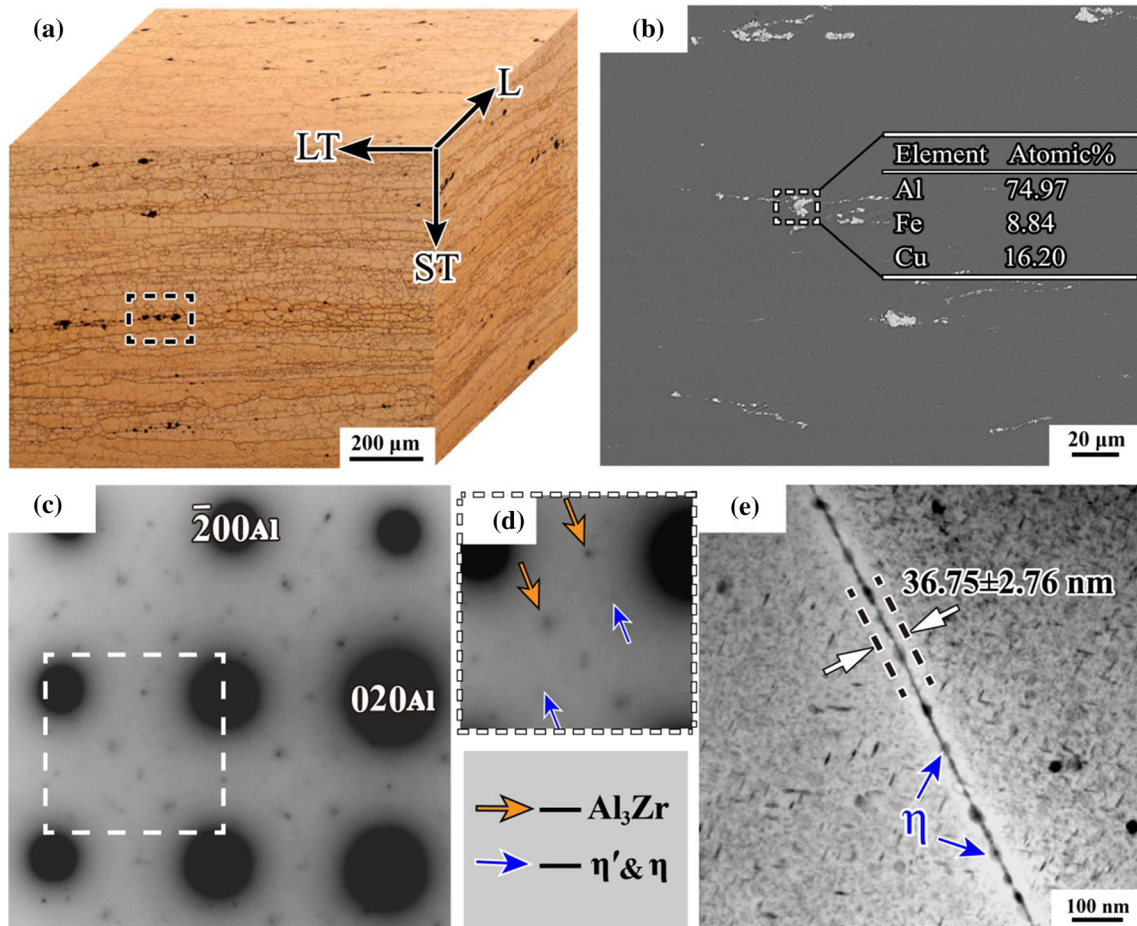 (a)
L
LT
ST
200 μm
(b)
Element Atomic%
Al 74.97
Fe 8.84
Cu 16.20
20 μm
(c)
2̄00Al
020Al
(d)
Al₃Zr
η′ & η
(e)
36.75±2.76 nm
η
100 nm